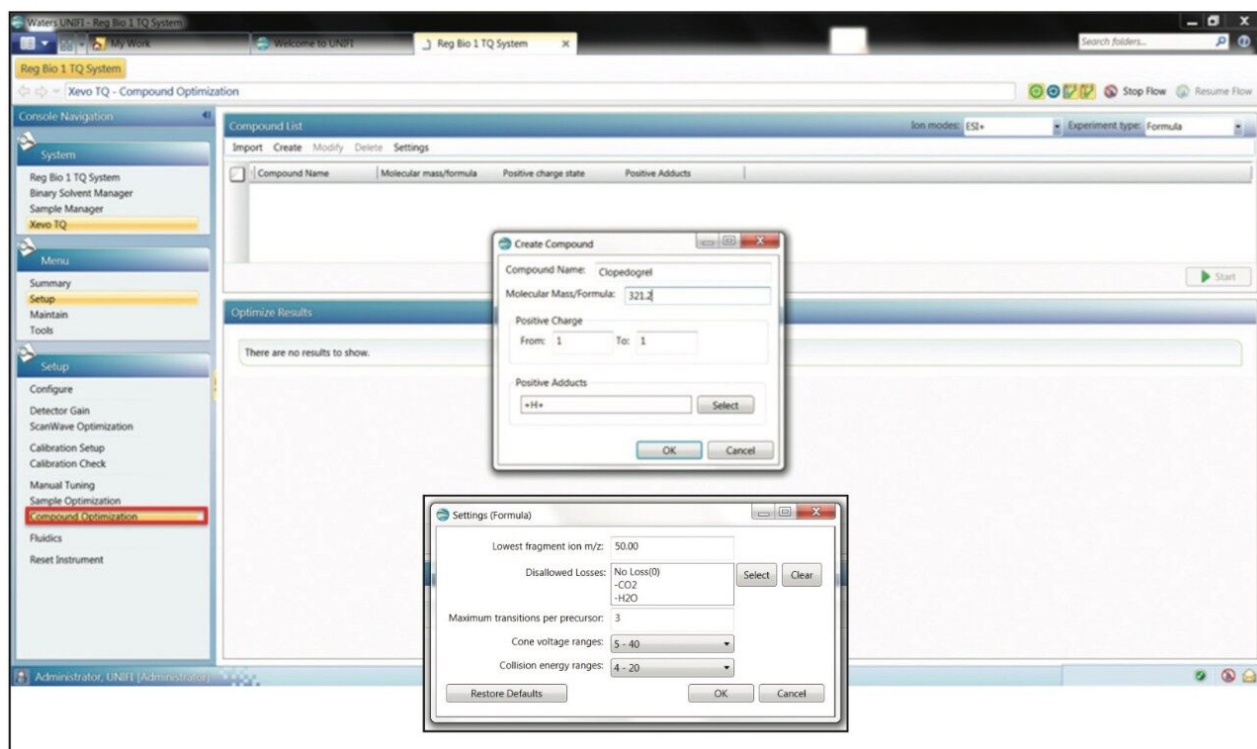 Waters UNIFI - Reg Bio 1 TQ System
My Work Welcome to UNIFI Reg Bio 1 TQ System Search folders...
Reg Bio 1 TQ System
Xevo TQ - Compound Optimization Stop Flow Resume Flow
Console Navigation
System
Reg Bio 1 TQ System
Binary Solvent Manager
Sample Manager
Xevo TQ
Menu
Summary
Setup
Maintain
Tools
Setup
Configure
Detector Gain
ScanWave Optimization
Calibration Setup
Calibration Check
Manual Tuning
Sample Optimization
Compound Optimization
Fluidics
Reset Instrument
Compound List Ion modes: ESI+ Experiment type: Formula
Import Create Modify Delete Settings
Compound Name Molecular mass/formula Positive charge state Positive Adducts
Start
Optimize Results
There are no results to show.
Create Compound
Compound Name: Clopedogrel
Molecular Mass/Formula: 321.2
Positive Charge
From: 1 To: 1
Positive Adducts
+H+ Select
OK Cancel
Settings (Formula)
Lowest fragment ion m/z: 50.00
Disallowed Losses: No Loss(0) Select Clear
-CO2
-H2O
Maximum transitions per precursor: 3
Cone voltage ranges: 5 - 40
Collision energy ranges: 4 - 20
Restore Defaults OK Cancel
Administrator, UNIFI [Administrator]